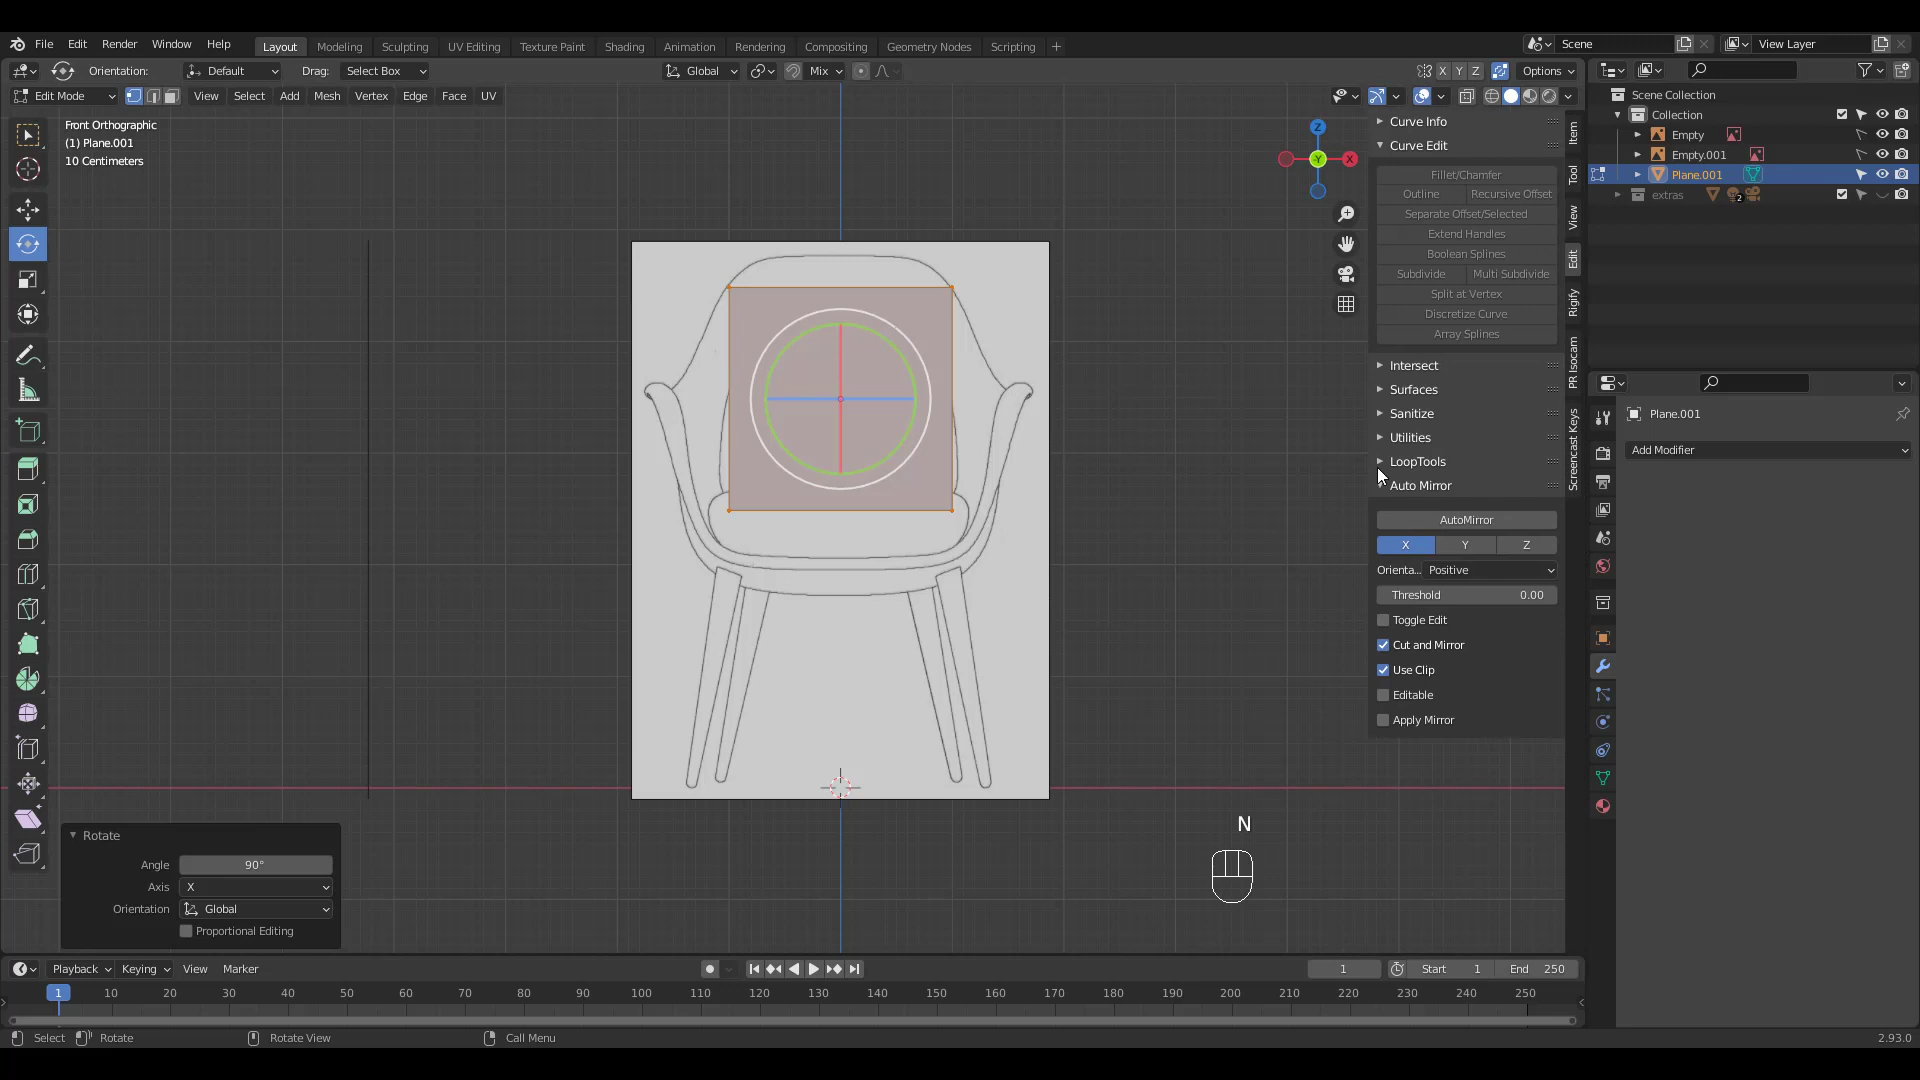 File Edit Render Window Help Layout Modeling Sculpting UV Editing Texture Paint Shading Animation Rendering Compositing Geometry Nodes Scripting + Scene View Layer
Orientation: Default Drag: Select Box Global Mix X Y Z Options
Edit Mode View Select Add Mesh Vertex Edge Face UV
Front Orthographic
(1) Plane.001
10 Centimeters
Z
X
Y
Curve Info
Curve Edit
Fillet/Chamfer
Outline Recursive Offset
Separate Offset/Selected
Extend Handles
Boolean Splines
Subdivide Multi Subdivide
Split at Vertex
Discretize Curve
Array Splines
Intersect
Surfaces
Sanitize
Utilities
LoopTools
Auto Mirror
AutoMirror
X Y Z
Orienta... Positive
Threshold 0.00
Toggle Edit
Cut and Mirror
Use Clip
Editable
Apply Mirror
Item
Tool
View
Edit
Rigify
PR Isocam
Screencast Keys
Scene Collection
Collection
Empty
Empty.001
Plane.001
extras 2
Plane.001
Add Modifier
N
Rotate
Angle 90°
Axis X
Orientation Global
Proportional Editing
Playback Keying View Marker 1 Start 1 End 250
1 10 20 30 40 50 60 70 80 90 100 110 120 130 140 150 160 170 180 190 200 210 220 230 240 250
Select Rotate Rotate View Call Menu 2.93.0